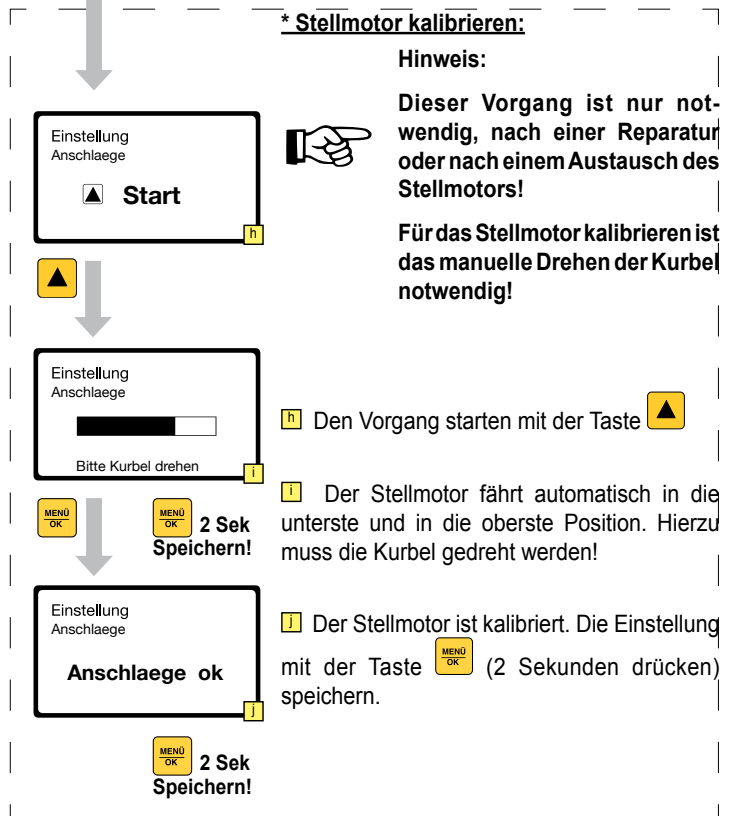 * Stellmotor kalibrieren:
Hinweis:
Dieser Vorgang ist nur not-
wendig, nach einer Reparatur
oder nach einem Austausch des
Stellmotors!
Für das Stellmotor kalibrieren ist
das manuelle Drehen der Kurbel
notwendig!
Einstellung
Anschlaege
Start
h
Einstellung
Anschlaege
Bitte Kurbel drehen
i
MENÜ
OK
MENÜ
OK
2 Sek
Speichern!
Einstellung
Anschlaege
Anschlaege ok
j
MENÜ
OK
2 Sek
Speichern!
h Den Vorgang starten mit der Taste
i Der Stellmotor fährt automatisch in die
unterste und in die oberste Position. Hierzu
muss die Kurbel gedreht werden!
j Der Stellmotor ist kalibriert. Die Einstellung
mit der Taste MENÜ OK (2 Sekunden drücken)
speichern.